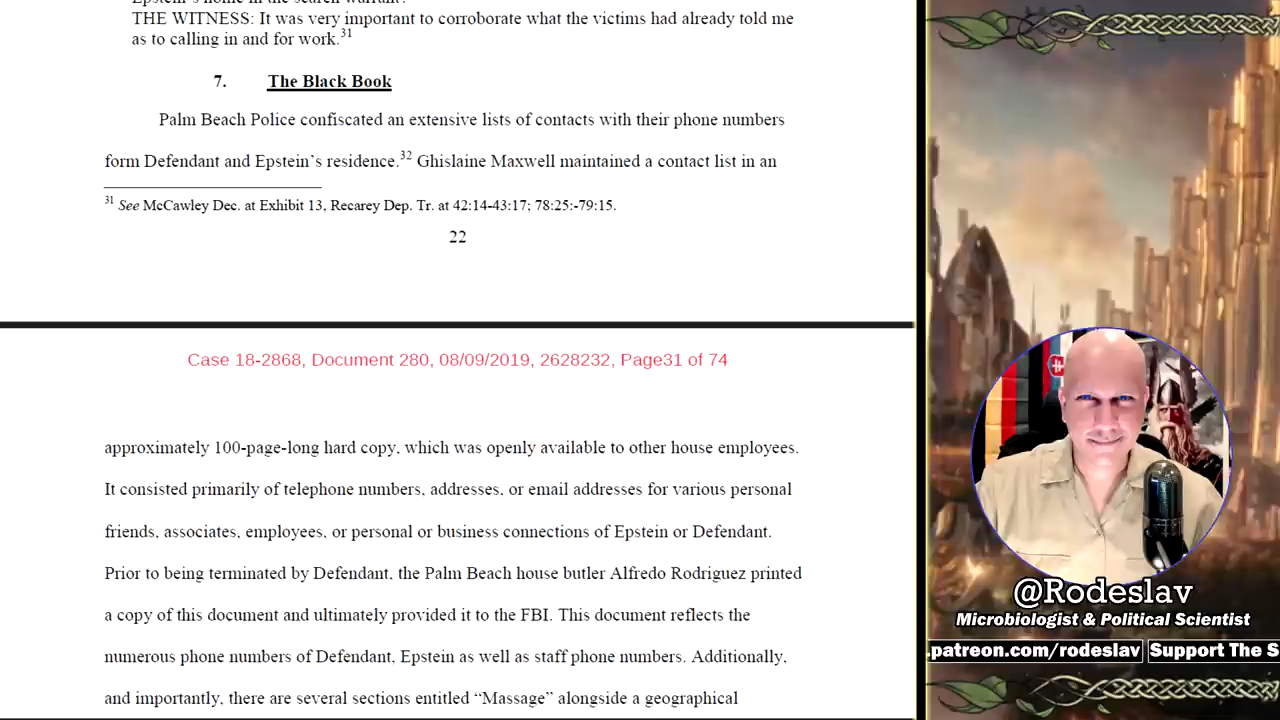 Epstein's home in the search warrant?
THE WITNESS: It was very important to corroborate what the victims had already told me
as to calling in and for work.31
7. The Black Book
Palm Beach Police confiscated an extensive lists of contacts with their phone numbers
form Defendant and Epstein's residence.32 Ghislaine Maxwell maintained a contact list in an
31 See McCawley Dec. at Exhibit 13, Recarey Dep. Tr. at 42:14-43:17; 78:25:-79:15.
22
Case 18-2868, Document 280, 08/09/2019, 2628232, Page31 of 74
approximately 100-page-long hard copy, which was openly available to other house employees.
It consisted primarily of telephone numbers, addresses, or email addresses for various personal
friends, associates, employees, or personal or business connections of Epstein or Defendant.
Prior to being terminated by Defendant, the Palm Beach house butler Alfredo Rodriguez printed
a copy of this document and ultimately provided it to the FBI. This document reflects the
numerous phone numbers of Defendant, Epstein as well as staff phone numbers. Additionally,
and importantly, there are several sections entitled “Massage” alongside a geographical
@Rodeslav
Microbiologist & Political Scientist
.patreon.com/rodeslav Support The S